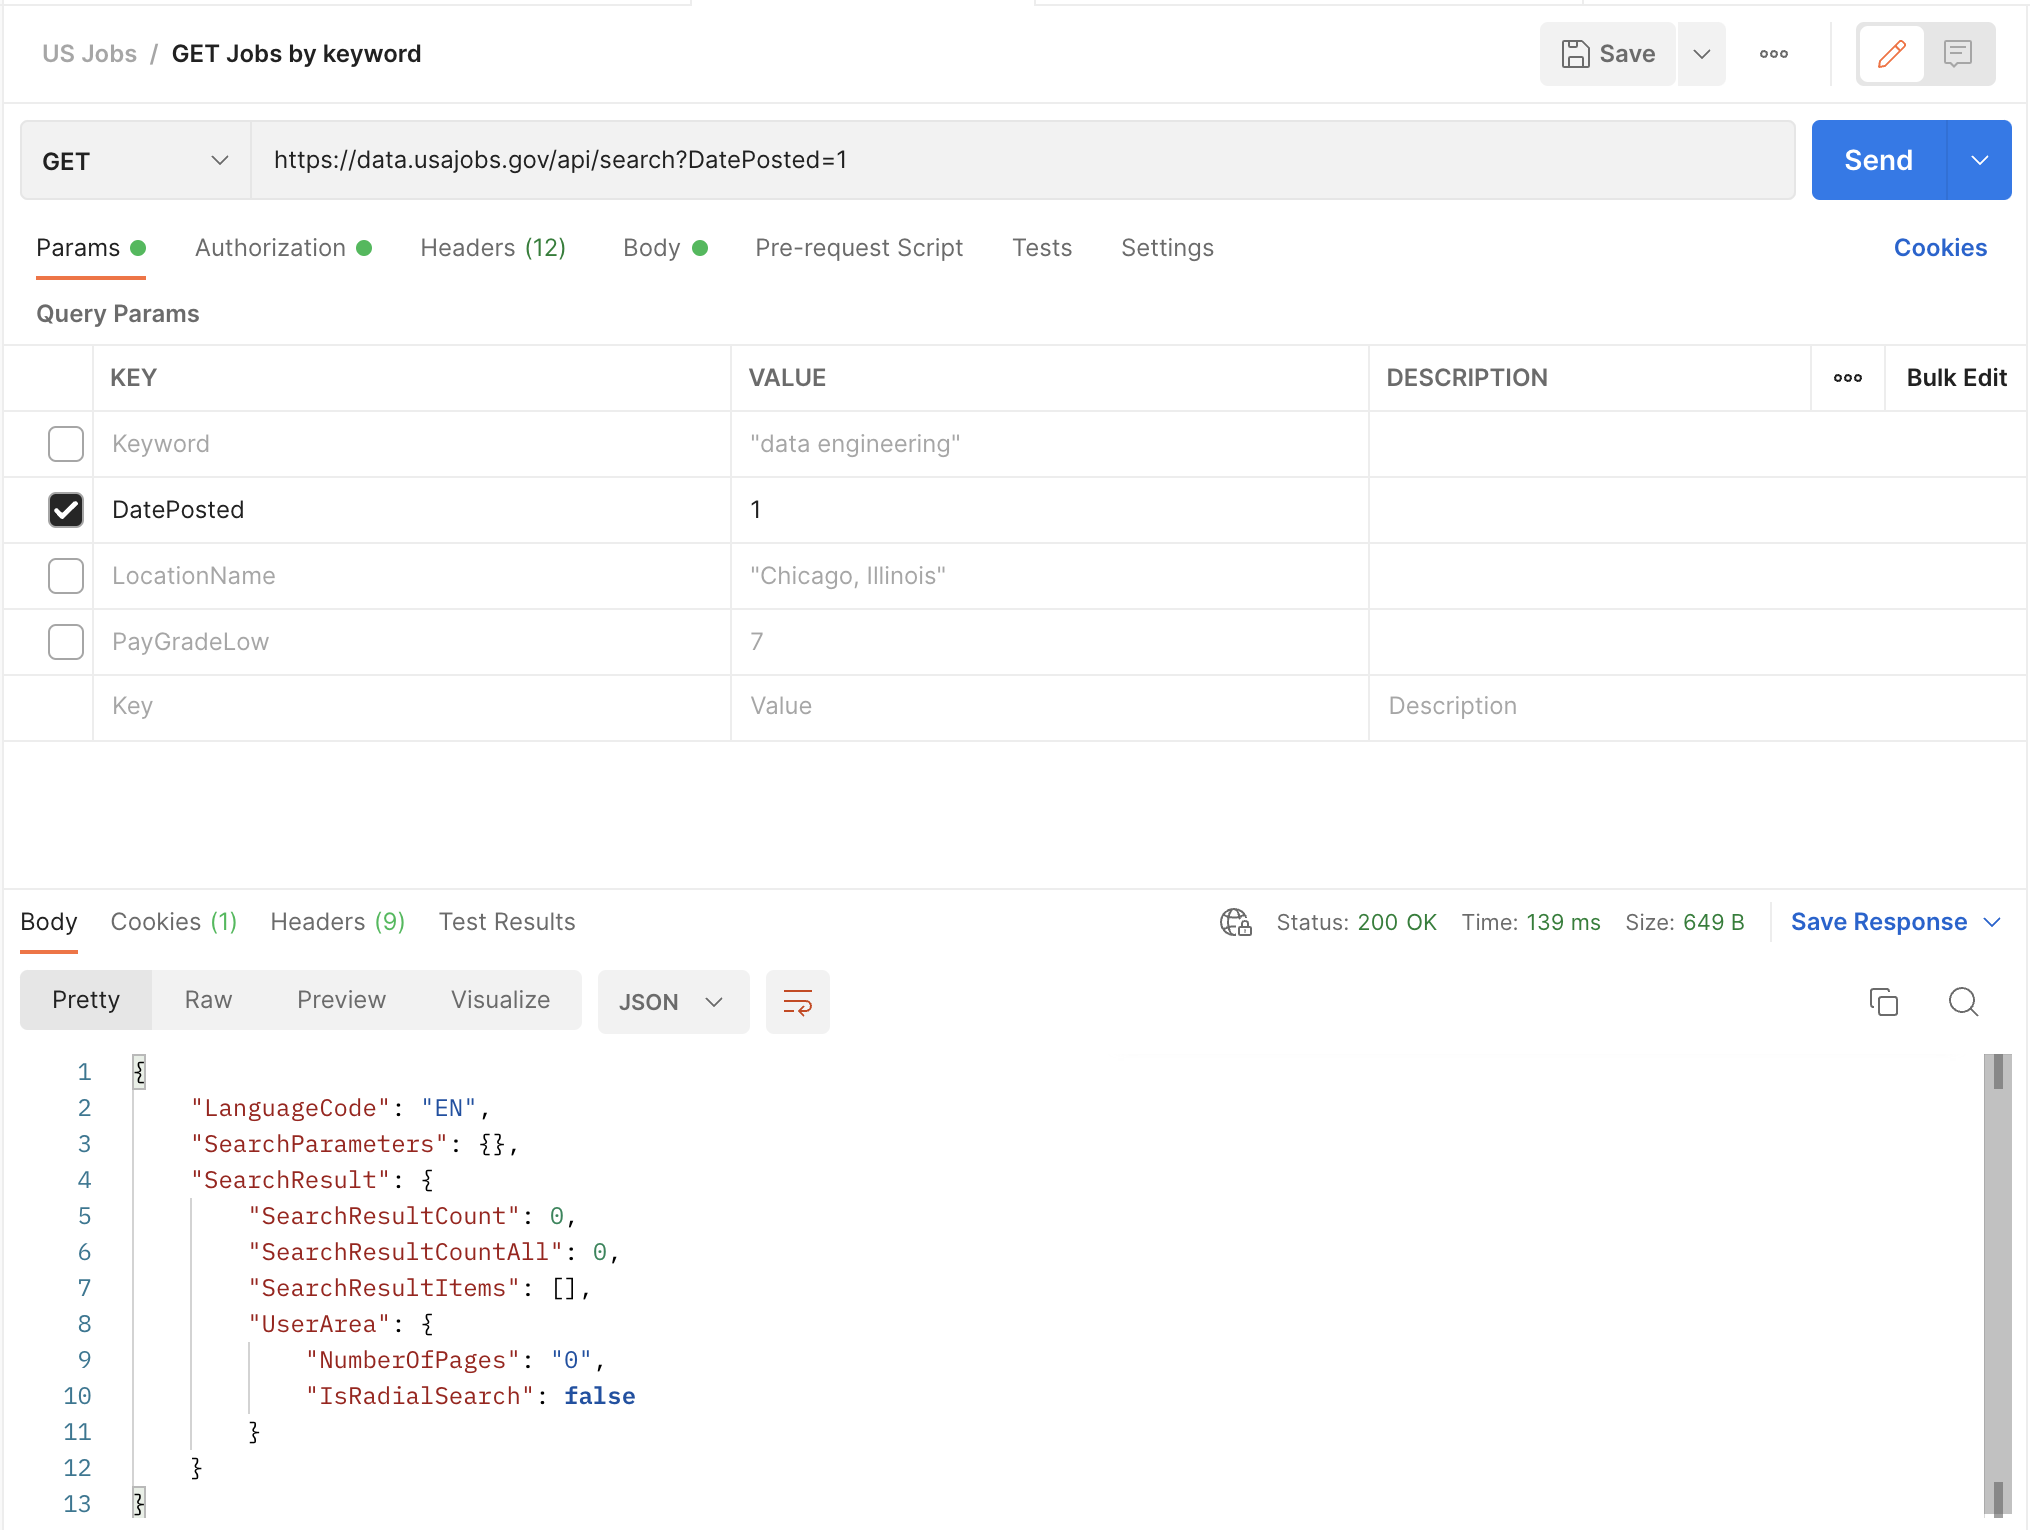 US Jobs / GET Jobs by keyword
Save
GET
https://data.usajobs.gov/api/search?DatePosted=1
Send
Params Authorization Headers (12) Body Pre-request Script Tests Settings Cookies
Query Params
KEY VALUE DESCRIPTION ooo Bulk Edit
Keyword "data engineering"
DatePosted 1
LocationName "Chicago, Illinois"
PayGradeLow 7
Key Value Description
Body Cookies (1) Headers (9) Test Results Status: 200 OK Time: 139 ms Size: 649 B Save Response
Pretty Raw Preview Visualize JSON
1 {
2 "LanguageCode": "EN",
3 "SearchParameters": {},
4 "SearchResult": {
5 "SearchResultCount": 0,
6 "SearchResultCountAll": 0,
7 "SearchResultItems": [],
8 "UserArea": {
9 "NumberOfPages": "0",
10 "IsRadialSearch": false
11 }
12 }
13 }